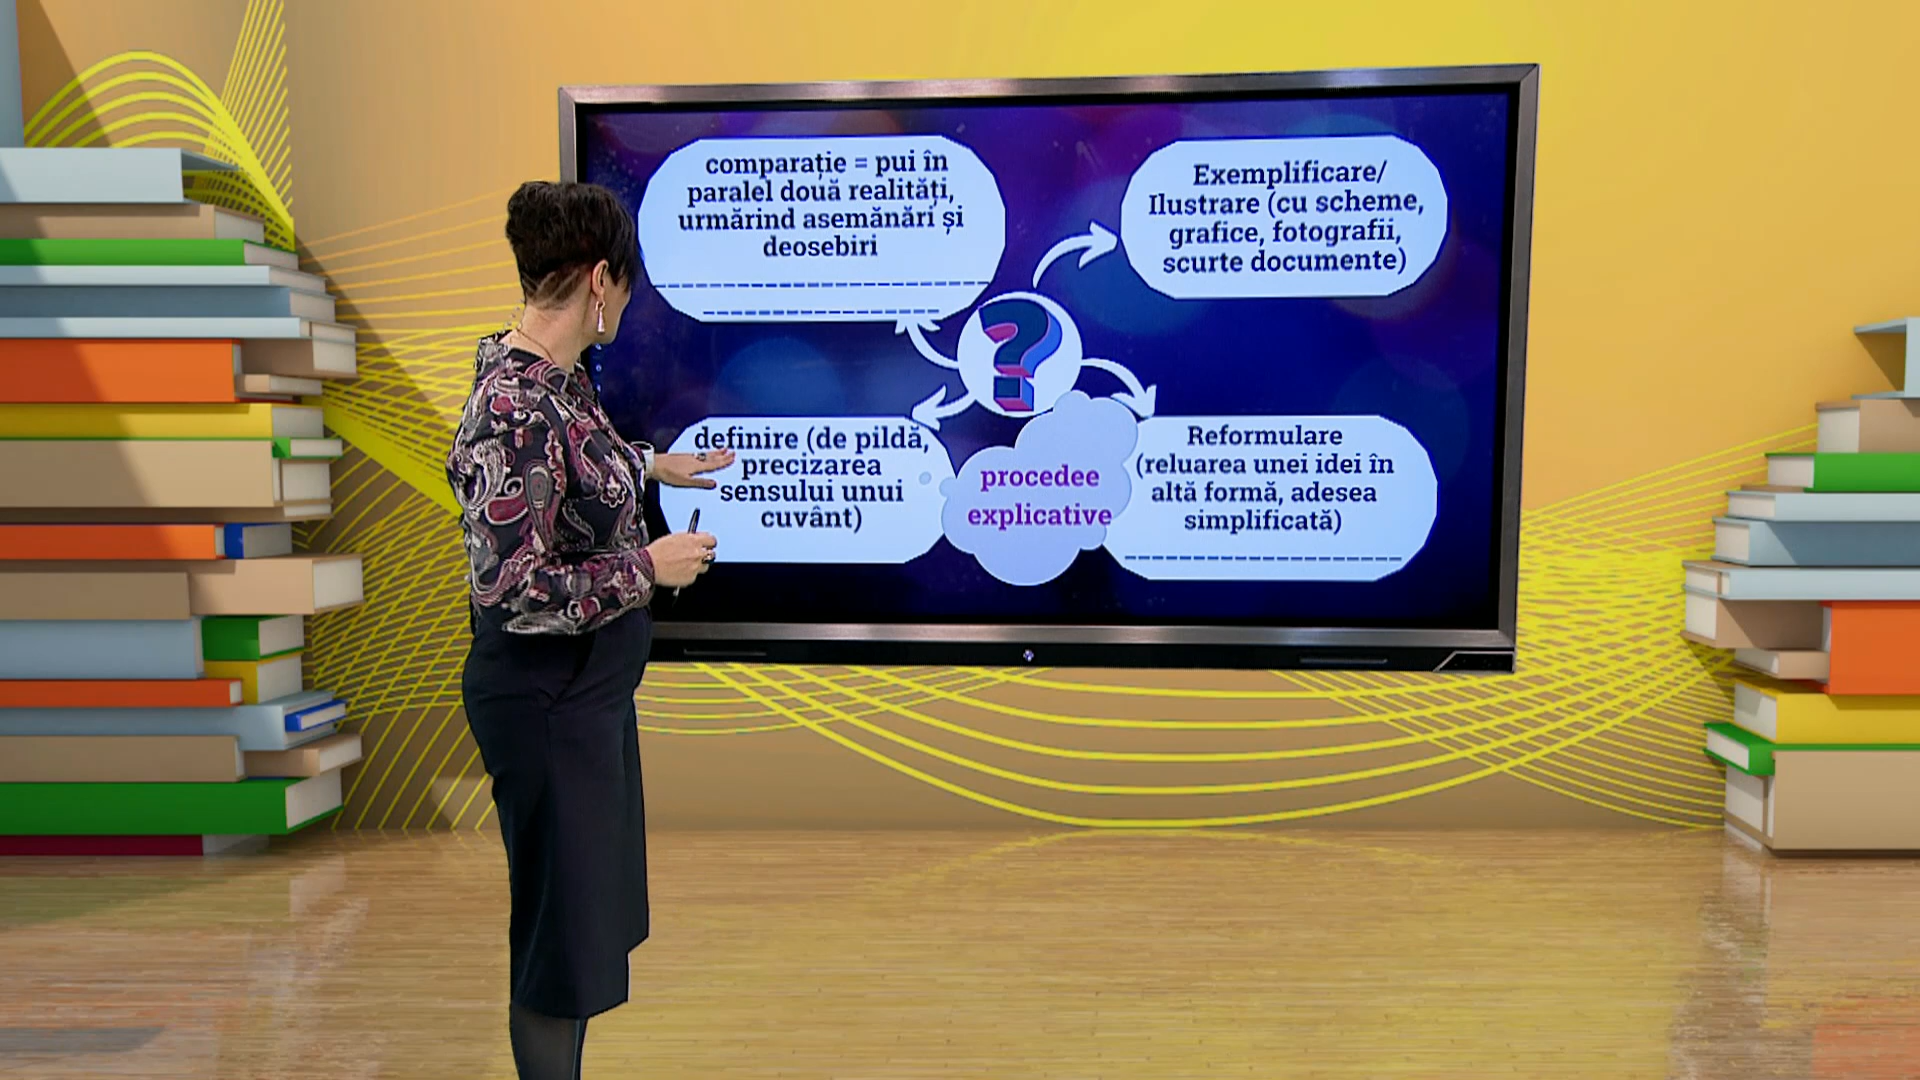 comparație = pui în
paralel două realități,
urmărind asemănări și
deosebiri
Exemplificare/
Ilustrare (cu scheme,
grafice, fotografii,
scurte documente)
?
definire (de pildă,
precizarea
sensului unui
cuvânt)
procedee
explicative
Reformulare
(reluarea unei idei în
altă formă, adesea
simplificată)